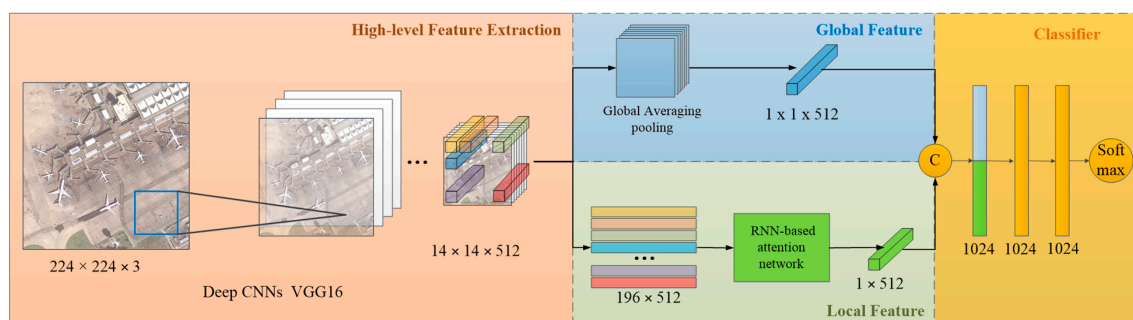 High-level Feature Extraction
224 × 224 × 3
...
14 × 14 × 512
Deep CNNs VGG16
Global Feature
Global Averaging
pooling
1 x 1 x 512
196 × 512
...
RNN-based
attention
network
1 × 512
Local Feature
Classifier
C
1024
1024
1024
Soft
max